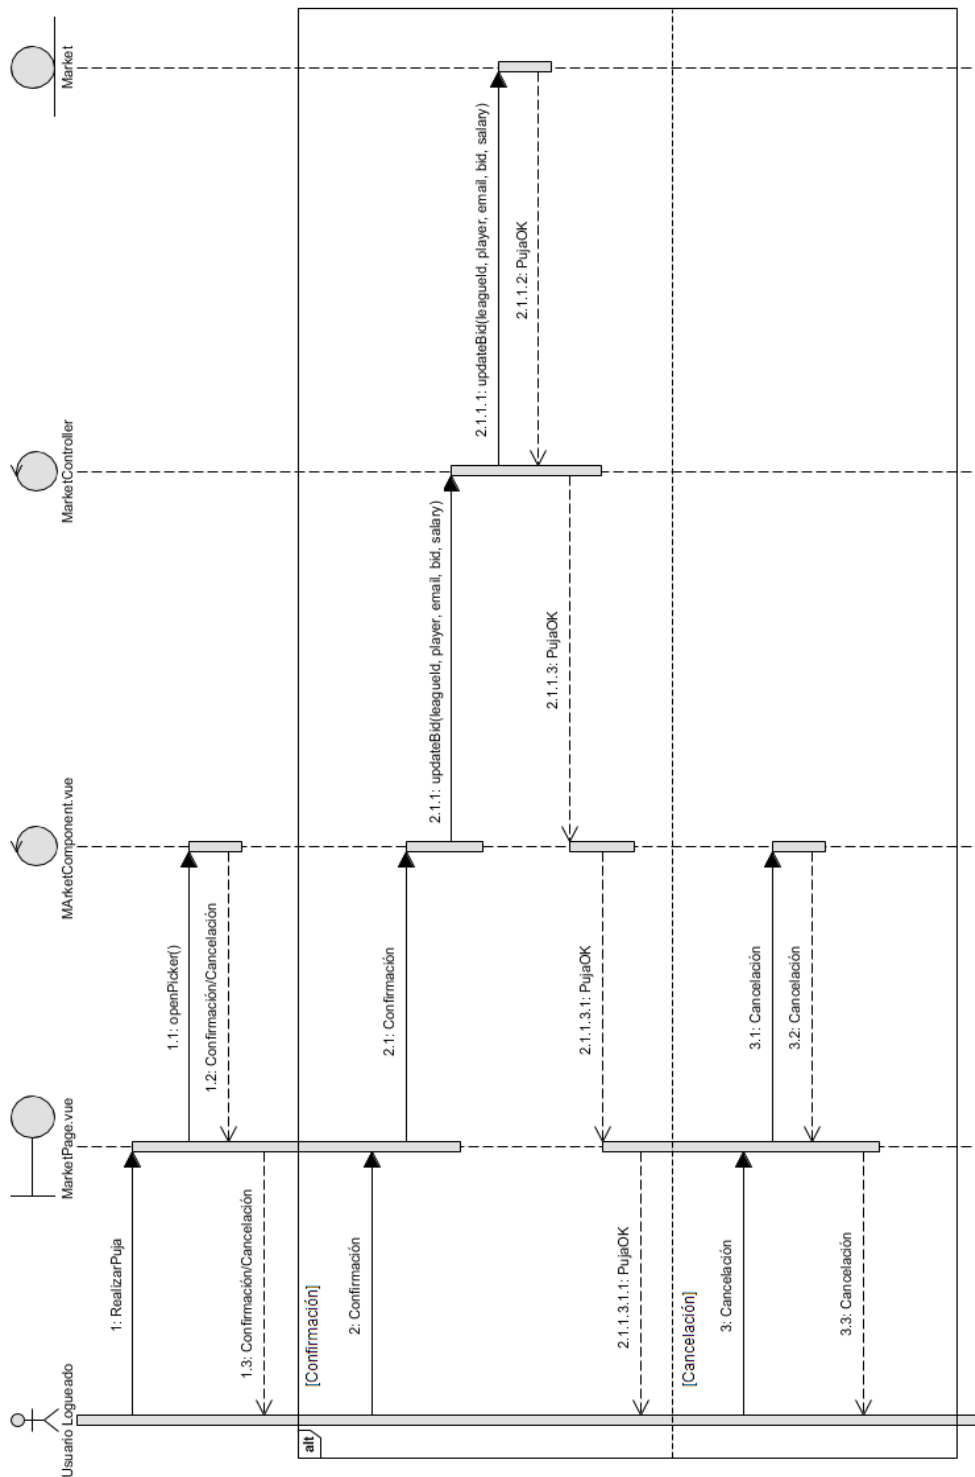 Usuario Logueado
MarketPage.vue
MArketComponent.vue
MarketController
Market
1: RealizarPuja
1.1: openPicker()
1.2: Confirmación/Cancelación
1.3: Confirmación/Cancelación
alt
[Confirmación]
2: Confirmación
2.1: Confirmación
2.1.1: updateBid(leagueId, player, email, bid, salary)
2.1.1.1: updateBid(leagueId, player, email, bid, salary)
2.1.1.2: PujaOK
2.1.1.3: PujaOK
2.1.1.3.1: PujaOK
2.1.1.3.1.1: PujaOK
[Cancelación]
3: Cancelación
3.1: Cancelación
3.2: Cancelación
3.3: Cancelación